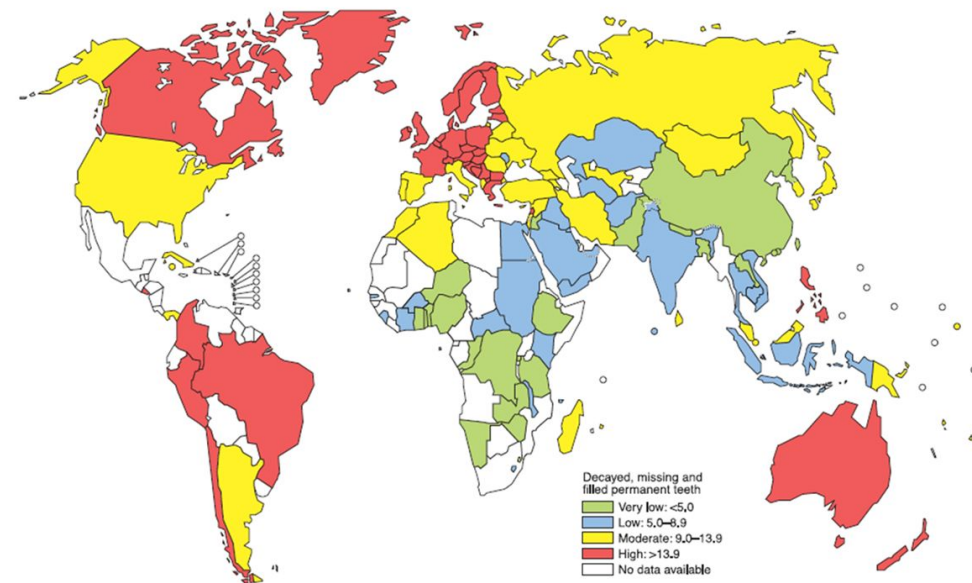 Decayed, missing and
filled permanent teeth
Very low: <5.0
Low: 5.0–8.9
Moderate: 9.0–13.9
High: >13.9
No data available